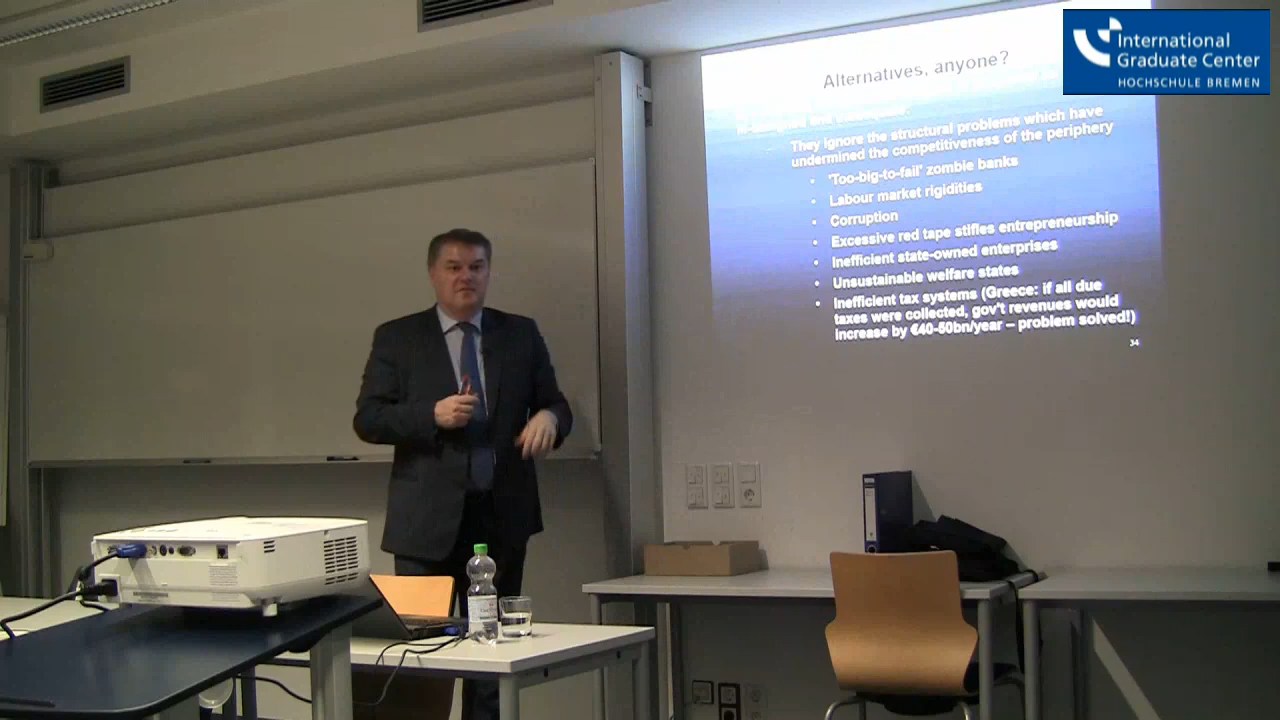 International
Graduate Center
HOCHSCHULE BREMEN
Alternatives, anyone?
They ignore the structural problems which have
undermined the competitiveness of the periphery
• 'Too-big-to-fail' zombie banks
• Labour market rigidities
• Corruption
• Excessive red tape stifles entrepreneurship
• Inefficient state-owned enterprises
• Unsustainable welfare states
• Inefficient tax systems (Greece: if all due
taxes were collected, gov't revenues would
increase by €40-50bn/year – problem solved!)
34